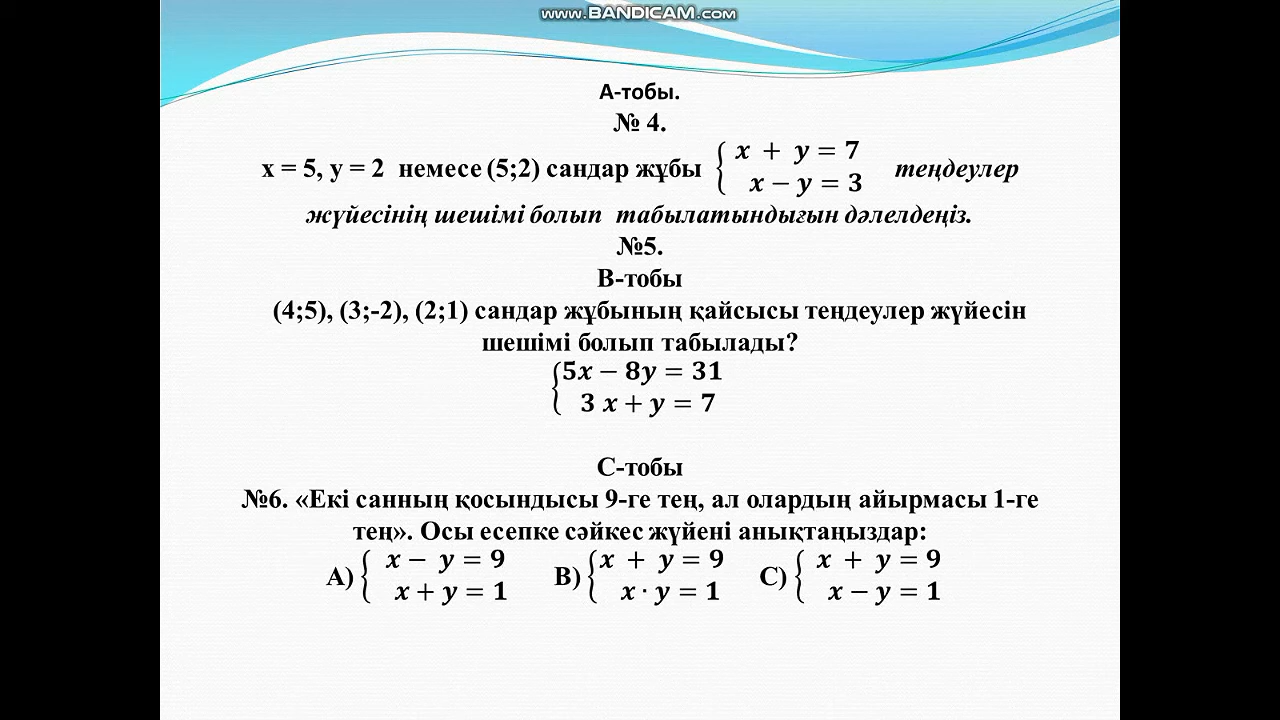 www.BANDICAM.com
А-тобы.
№ 4.
x = 5, y = 2 немесе (5;2) сандар жұбы { x + y = 7 теңдеулер
x − y = 3
жүйесінің шешімі болып табылатындығын дәлелдеңіз.
№5.
В-тобы
(4;5), (3;-2), (2;1) сандар жұбының қайсысы теңдеулер жүйесін
шешімі болып табылады?
{ 5x − 8y = 31
3 x + y = 7
С-тобы
№6. «Екі санның қосындысы 9-ге тең, ал олардың айырмасы 1-ге
тең». Осы есепке сәйкес жүйені анықтаңыздар:
А) { x − y = 9 В) { x + y = 9 С) { x + y = 9
x + y = 1 x · y = 1 x − y = 1